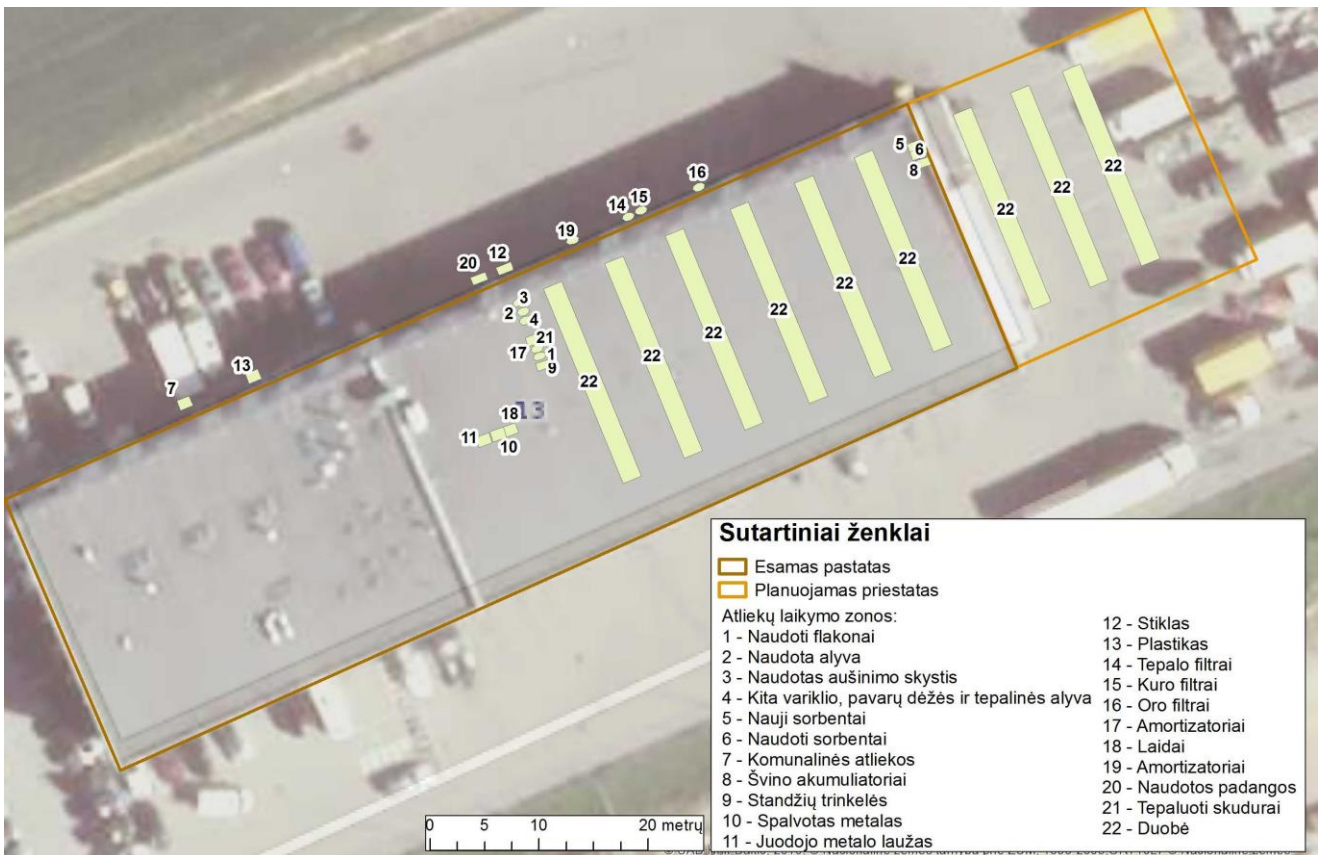 16
5
6
8
14
15
22
22
22
19
22
12
20
22
3
2
4
22
21
22
17
1
9
22
13
7
22
18
13
11
10
Sutartiniai ženklai
Esamas pastatas
Planuojamas priestatas
Atliekų laikymo zonos:
1 - Naudoti flakonai
2 - Naudota alyva
3 - Naudotas aušinimo skystis
4 - Kita variklio, pavarų dėžės ir tepalinės alyva
5 - Nauji sorbentai
6 - Naudoti sorbentai
7 - Komunalinės atliekos
8 - Švino akumuliatoriai
9 - Standžių trinkelės
10 - Spalvotas metalas
11 - Juodojo metalo laužas
12 - Stiklas
13 - Plastikas
14 - Tepalo filtrai
15 - Kuro filtrai
16 - Oro filtrai
17 - Amortizatoriai
18 - Laidai
19 - Amortizatoriai
20 - Naudotos padangos
21 - Tepaluoti skudurai
22 - Duobė
0 5 10 20 metrų